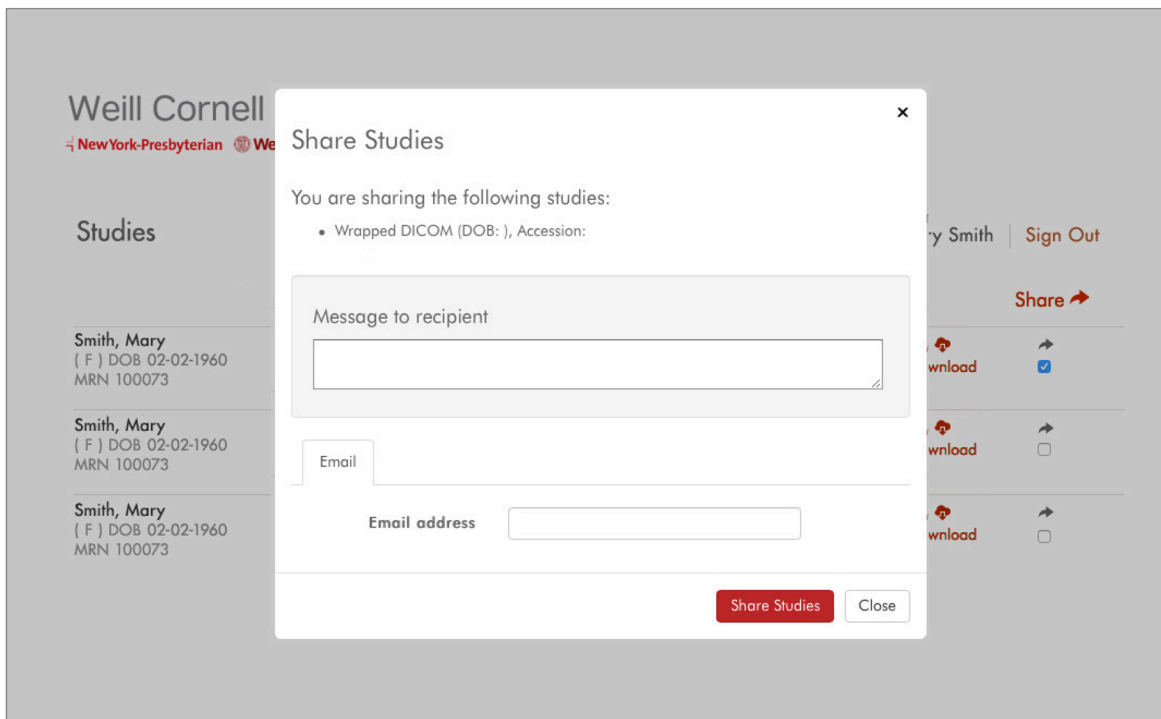 Weill Cornell
NewYork-Presbyterian We
Share Studies
You are sharing the following studies:
• Wrapped DICOM (DOB: ), Accession:
Studies
y Smith Sign Out
Share
Message to recipient
Smith, Mary
( F ) DOB 02-02-1960
MRN 100073
wnload
Smith, Mary
( F ) DOB 02-02-1960
MRN 100073
wnload
Smith, Mary
( F ) DOB 02-02-1960
MRN 100073
wnload
Email
Email address
Share Studies Close